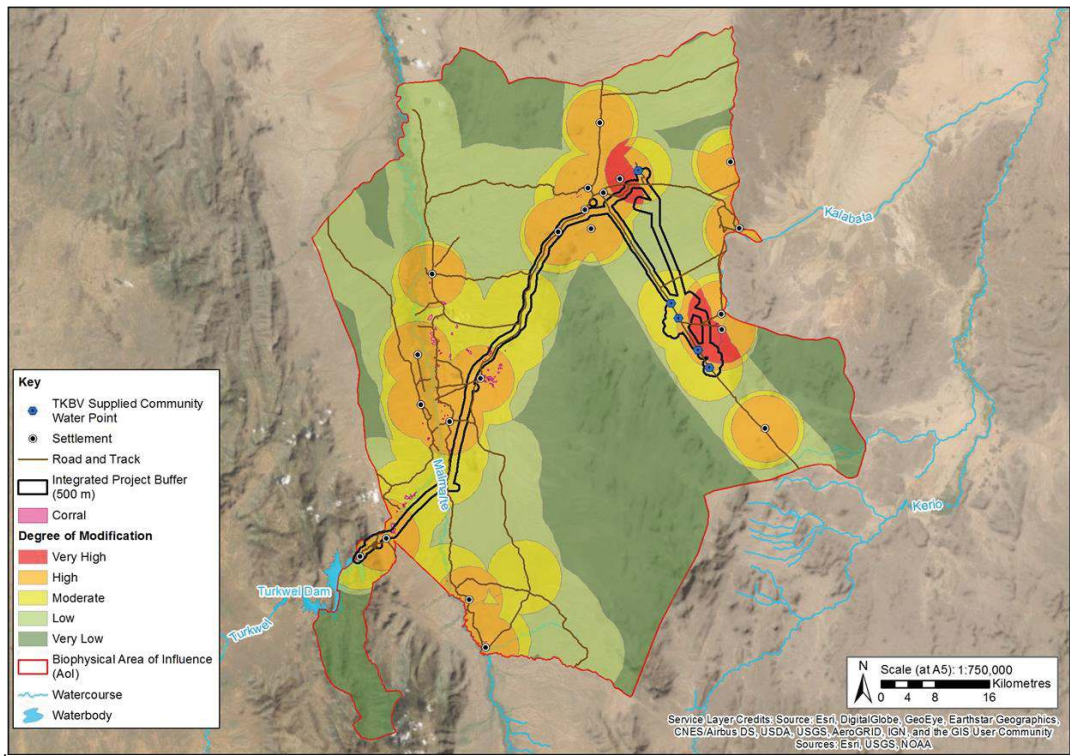 Kalabata
Kerio
Malmalte
Turkwel Dam
Turkwel
Key
TKBV Supplied Community
Water Point
Settlement
Road and Track
Integrated Project Buffer
(500 m)
Corral
Degree of Modification
Very High
High
Moderate
Low
Very Low
Biophysical Area of Influence
(AoI)
Watercourse
Waterbody
N
Scale (at A5): 1:750,000
Kilometres
0 4 8 16
Service Layer Credits: Source: Esri, DigitalGlobe, GeoEye, Earthstar Geographics,
CNES/Airbus DS, USDA, USGS, AeroGRID, IGN, and the GIS User Community
Sources: Esri, USGS, NOAA